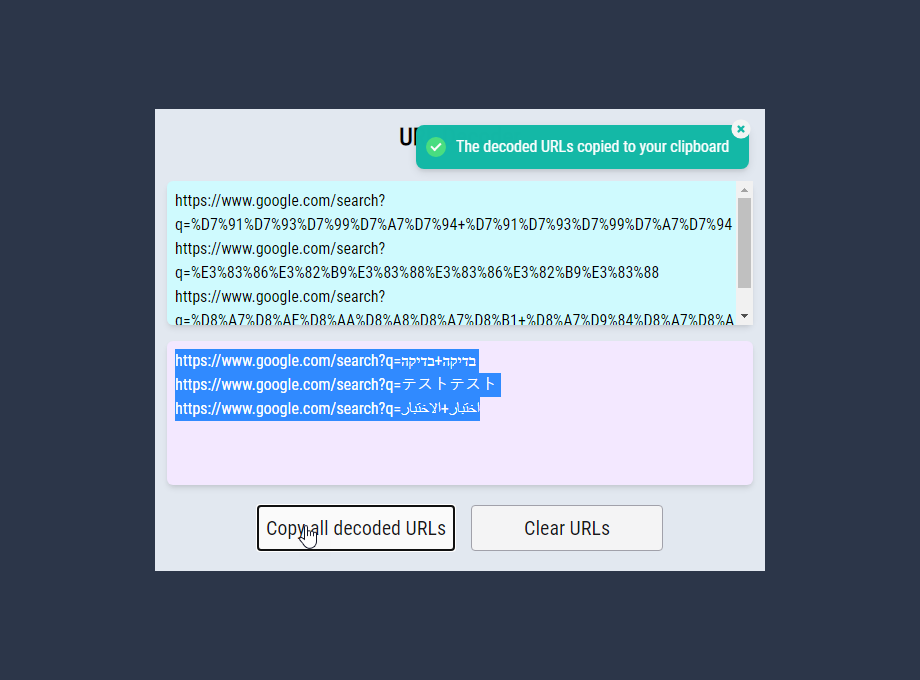 The decoded URLs copied to your clipboard
https://www.google.com/search?
q=%D7%91%D7%93%D7%99%D7%A7%D7%94+%D7%91%D7%93%D7%99%D7%A7%D7%94
https://www.google.com/search?
q=%E3%83%86%E3%82%B9%E3%83%88%E3%83%86%E3%82%B9%E3%83%88
https://www.google.com/search?
q=%D8%A7%D8%AE%D8%AA%D8%A8%D8%A7%D8%B1+%D8%A7%D9%84%D8%A7%D8%A
https://www.google.com/search?q=בדיקה+בדיקה
https://www.google.com/search?q=テストテスト
https://www.google.com/search?q=اختبار+الاختبار
Copy all decoded URLs
Clear URLs